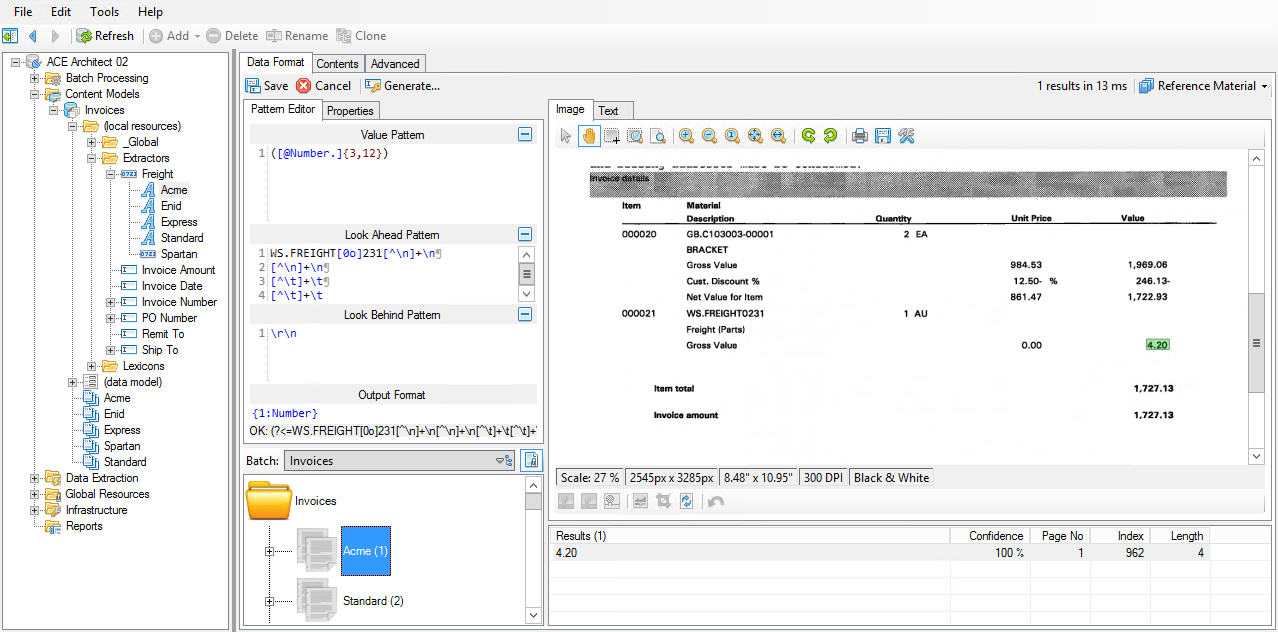 File Edit Tools Help
Refresh Add Delete Rename Clone
ACE Architect 02
Batch Processing
Content Models
Invoices
(local resources)
_Global
Extractors
Freight
Acme
Enid
Express
Standard
Spartan
Invoice Amount
Invoice Date
Invoice Number
PO Number
Remit To
Ship To
Lexicons
(data model)
Acme
Enid
Express
Spartan
Standard
Data Extraction
Global Resources
Infrastructure
Reports
Data Format Contents Advanced
Save Cancel Generate...
1 results in 13 ms Reference Material
Pattern Editor Properties
Value Pattern
1 ([@Number.]{3,12})
Look Ahead Pattern
1 WS.FREIGHT[0o]231[^\n]+\n¶
2 [^\n]+\n¶
3 [^\t]+\t¶
4 [^\t]+\t
Look Behind Pattern
1 \r\n
Output Format
{1:Number}
OK: (?<=WS.FREIGHT[0o]231[^\n]+\n[^\n]+\n[^\t]+\t[^\t]+
Batch: Invoices
Invoices
Acme (1)
Standard (2)
Image Text
Invoice details
Item Material
Description Quantity Unit Price Value
000020 GB.C103003-00001 2 EA
BRACKET
Gross Value 984.53 1,969.06
Cust. Discount % 12.50- % 246.13-
Net Value for Item 861.47 1,722.93
000021 WS.FREIGHT0231 1 AU
Freight (Parts)
Gross Value 0.00 4.20
Item total 1,727.13
Invoice amount 1,727.13
Scale: 27 % 2545px x 3285px 8.48" x 10.95" 300 DPI Black & White
Results (1) Confidence Page No Index Length
4.20 100 % 1 962 4